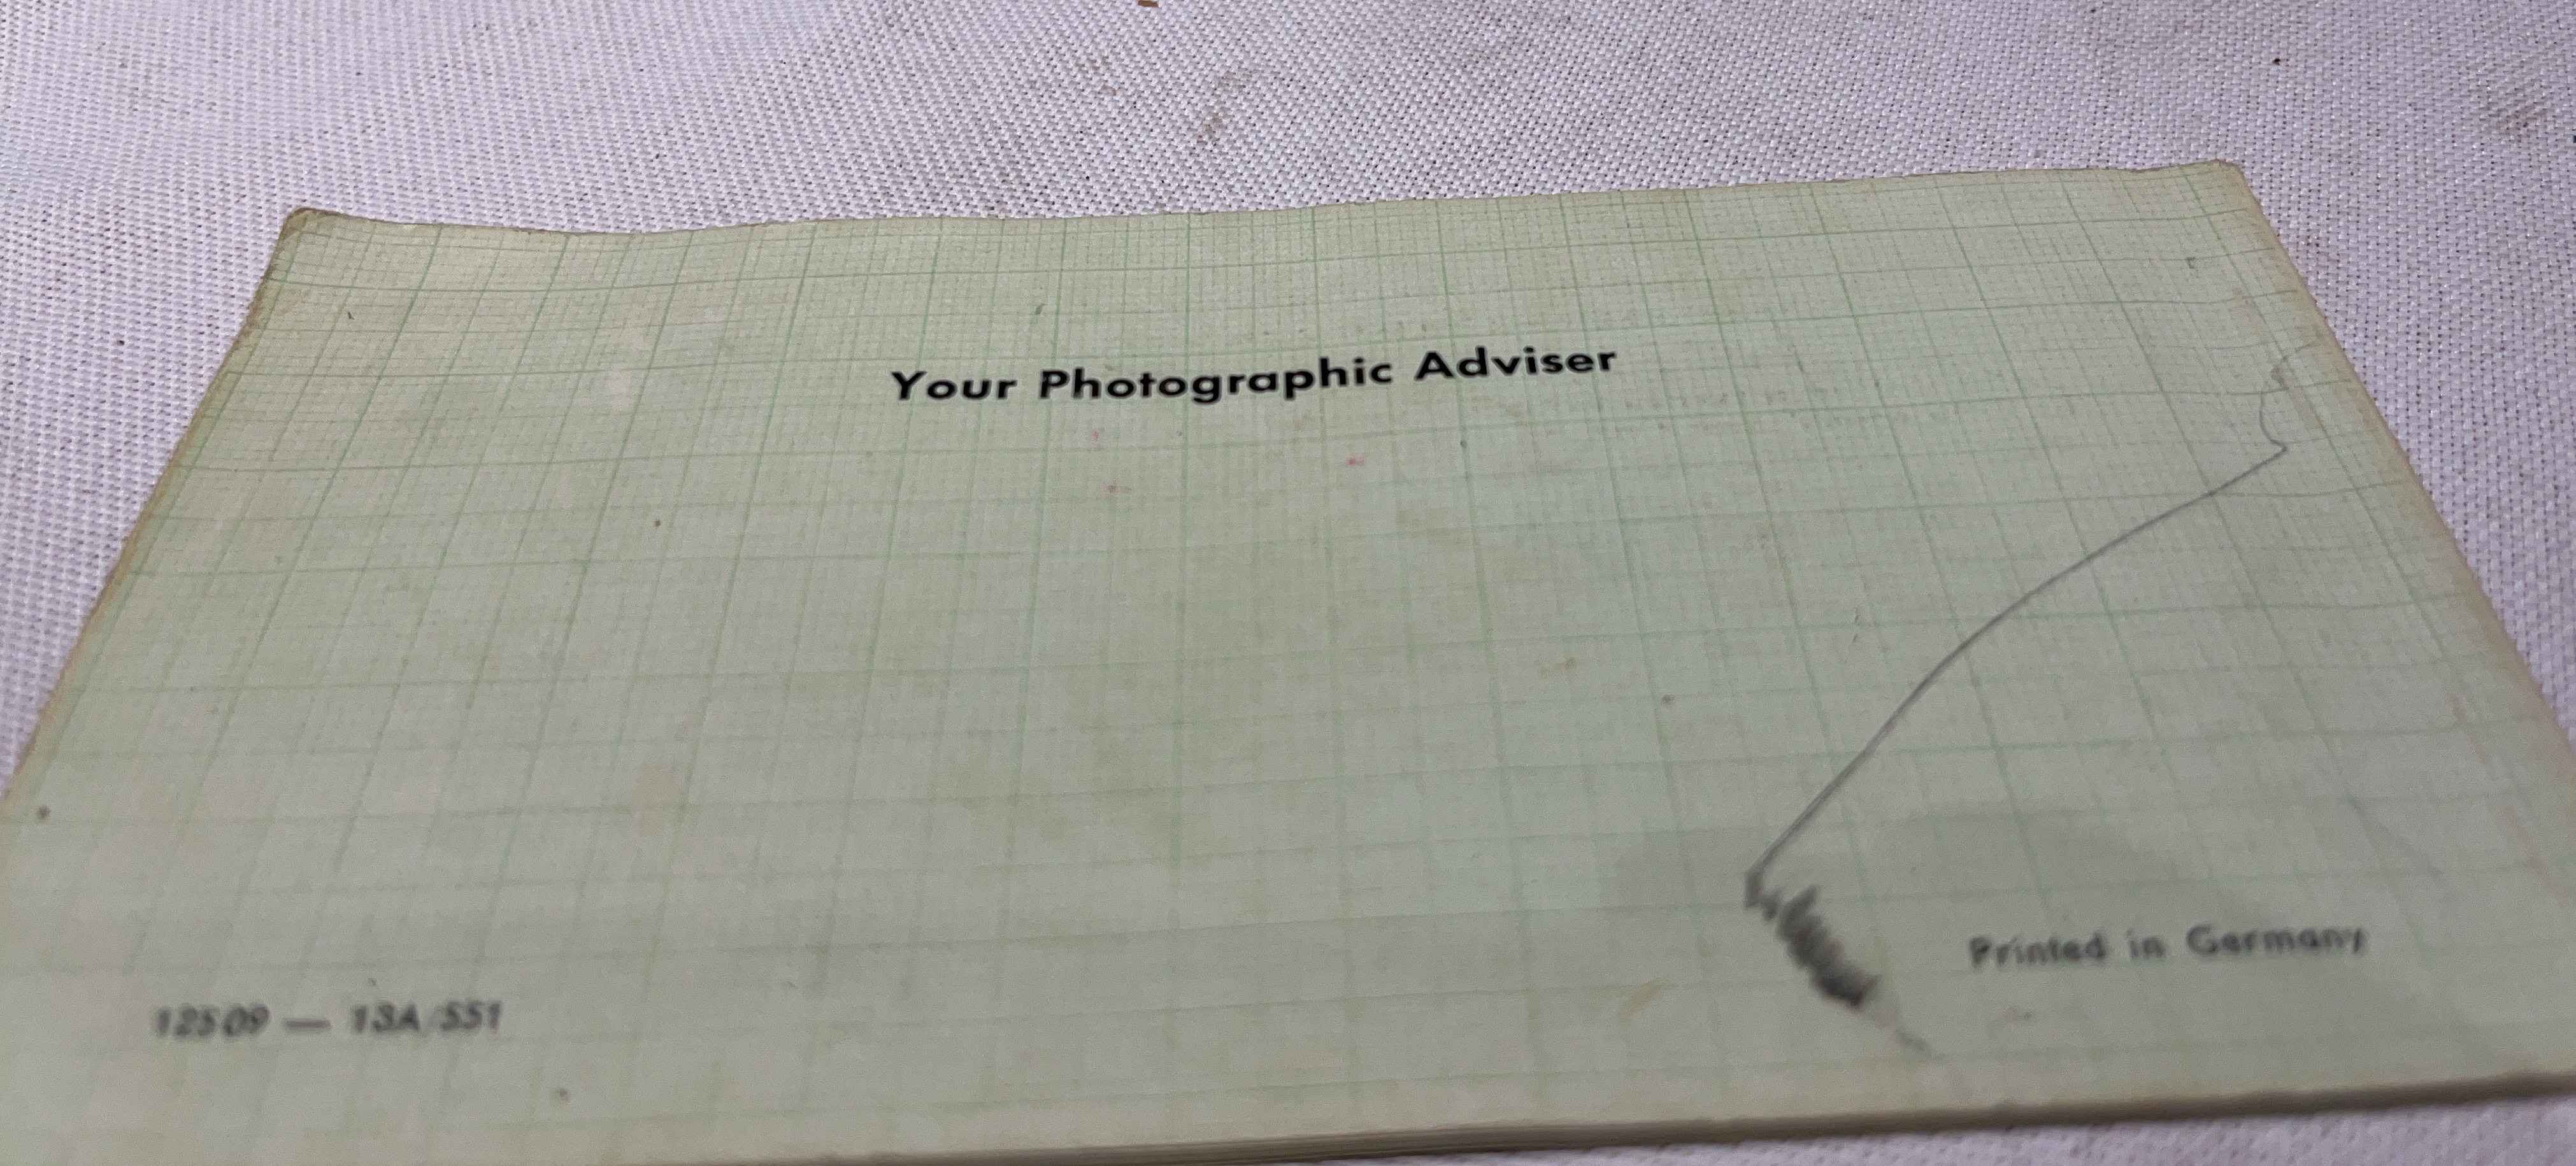 Your Photographic Adviser
Printed in Germany
12509 — 13A/551